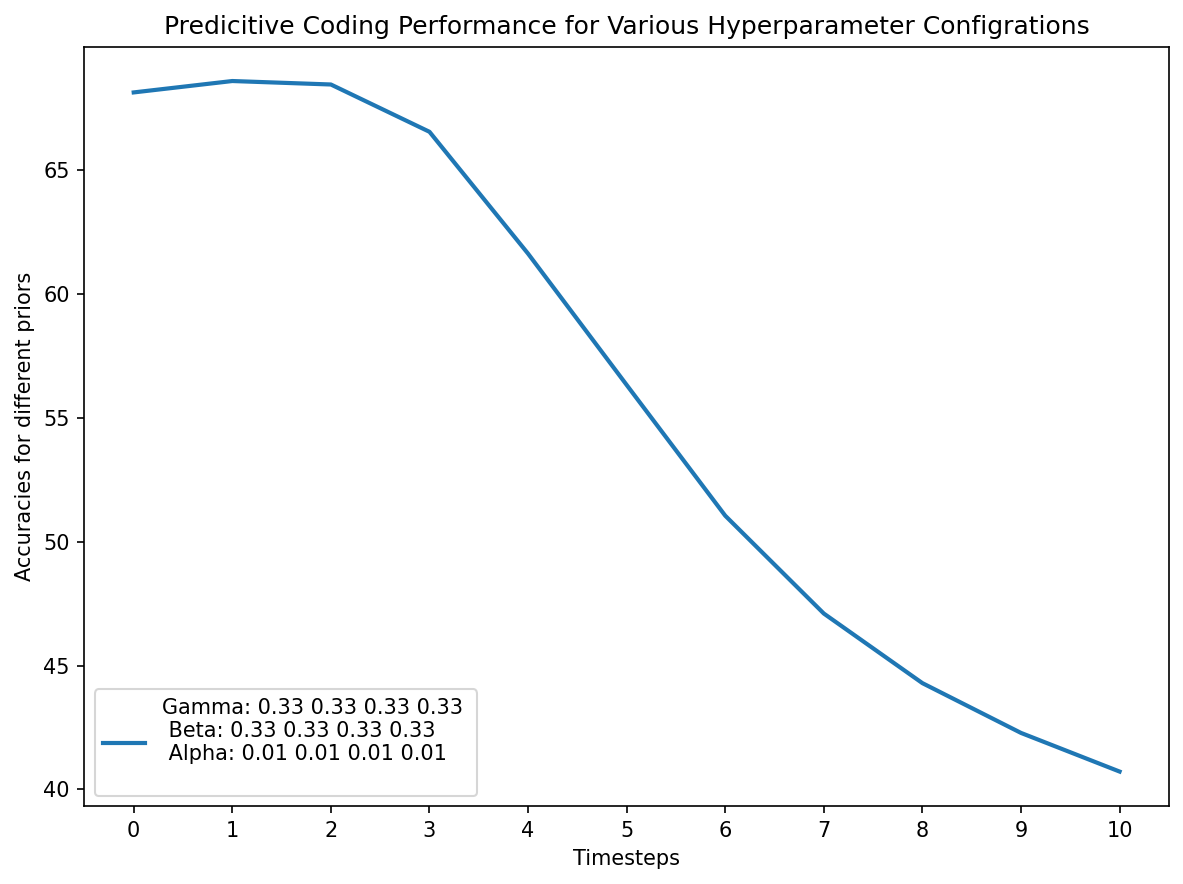 Predicitive Coding Performance for Various Hyperparameter Configrations
Accuracies for different priors
65
60
55
50
45
40
Gamma: 0.33 0.33 0.33 0.33
Beta: 0.33 0.33 0.33 0.33
Alpha: 0.01 0.01 0.01 0.01
0 1 2 3 4 5 6 7 8 9 10
Timesteps